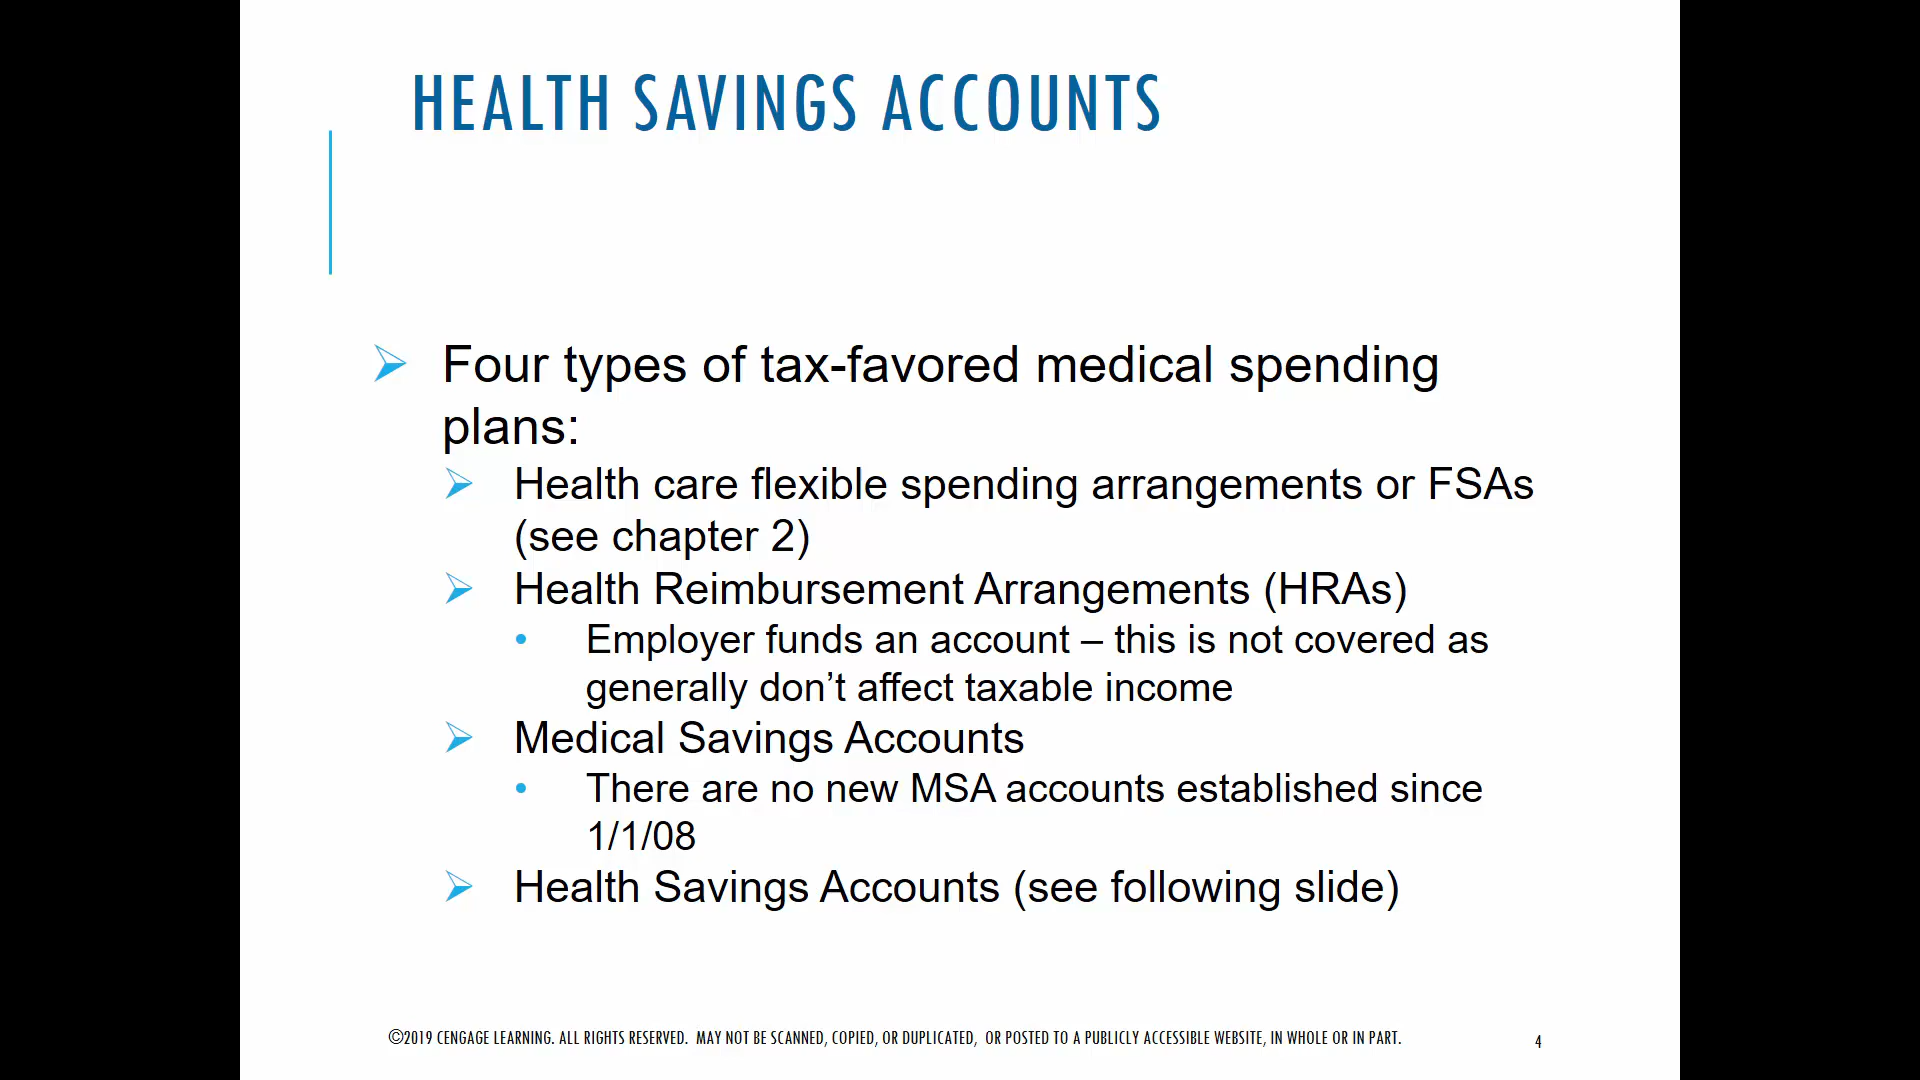 HEALTH SAVINGS ACCOUNTS
Four types of tax-favored medical spending
plans:
Health care flexible spending arrangements or FSAs
(see chapter 2)
Health Reimbursement Arrangements (HRAs)
Employer funds an account – this is not covered as
generally don’t affect taxable income
Medical Savings Accounts
There are no new MSA accounts established since
1/1/08
Health Savings Accounts (see following slide)
©2019 CENGAGE LEARNING. ALL RIGHTS RESERVED. MAY NOT BE SCANNED, COPIED, OR DUPLICATED, OR POSTED TO A PUBLICLY ACCESSIBLE WEBSITE, IN WHOLE OR IN PART.
4